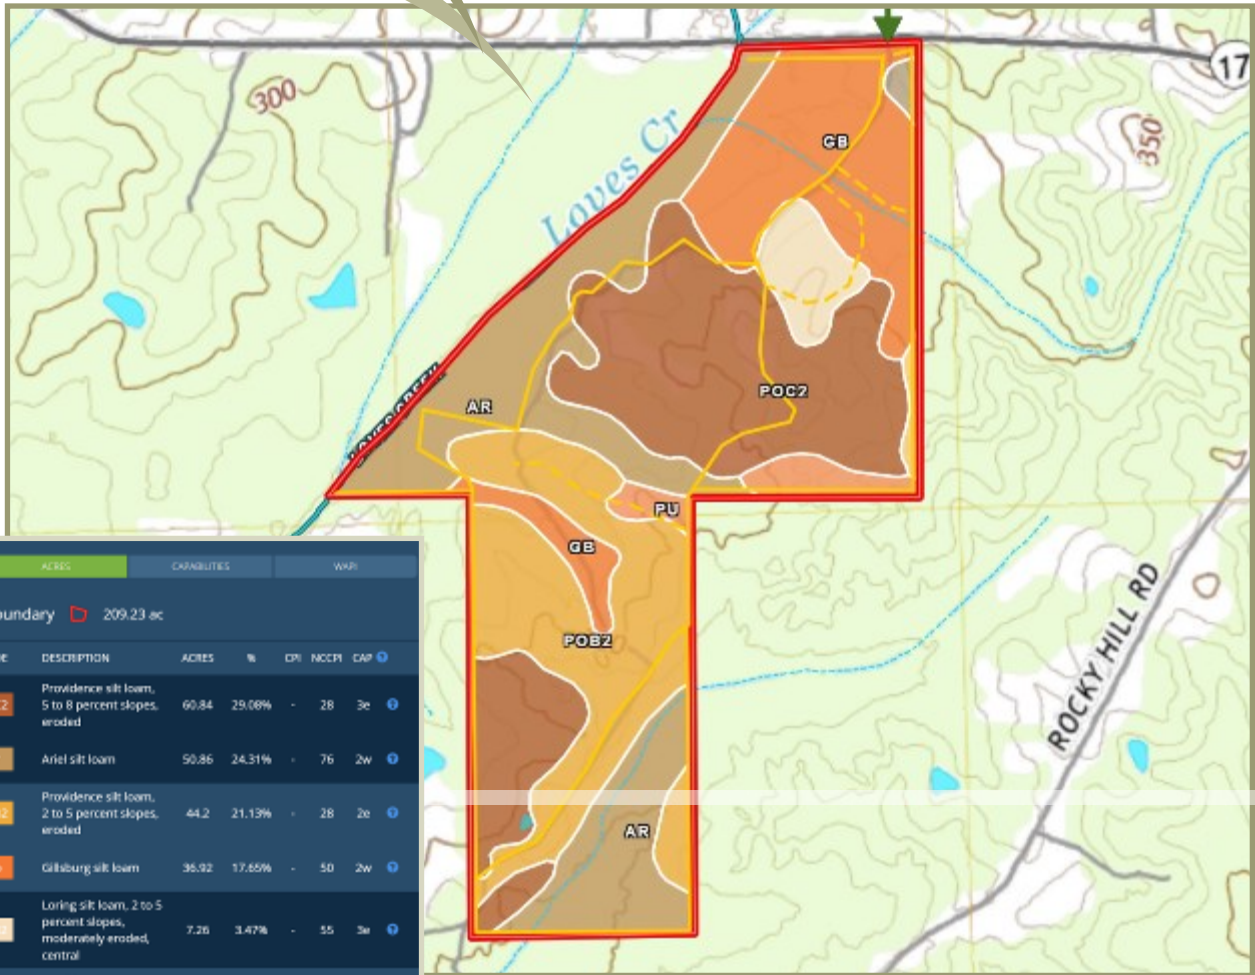 17
300
350
Loves Cr
GB
POC2
AR
LOVES CREEK
PU
GB
POB2
AR
ROCKY HILL RD
ACRES CAPABILITIES WAPI
undary 209.23 ac
E DESCRIPTION ACRES % CPI NCCPI CAP
2 Providence silt loam,
5 to 8 percent slopes,
eroded 60.84 29.08% - 28 3e
Ariel silt loam 50.86 24.31% - 76 2w
2 Providence silt loam,
2 to 5 percent slopes,
eroded 44.2 21.13% - 28 2e
Gillsburg silt loam 36.92 17.65% - 50 2w
Loring silt loam, 2 to 5
percent slopes,
moderately eroded,
central 7.26 3.47% - 55 3e